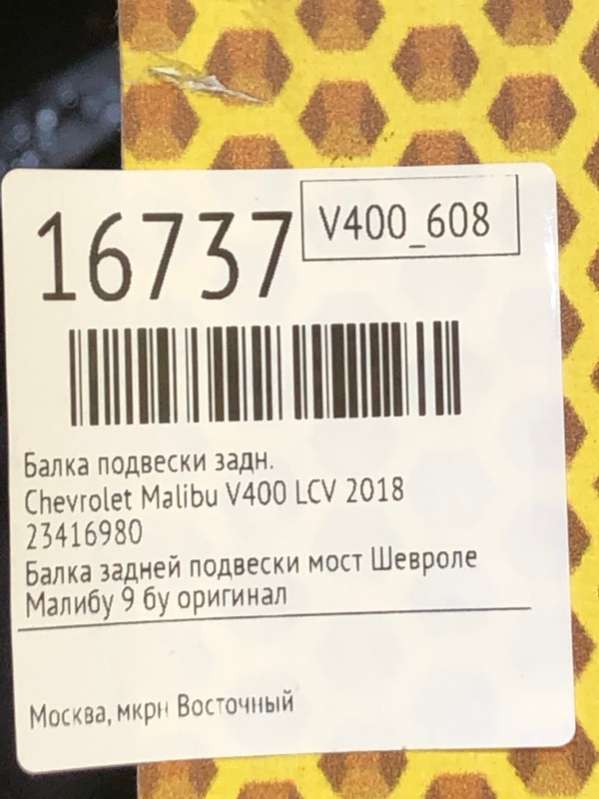 16737
V400_608
Балка подвески задн.
Chevrolet Malibu V400 LCV 2018
23416980
Балка задней подвески мост Шевроле
Малибу 9 бу оригинал
Москва, мкрн Восточный